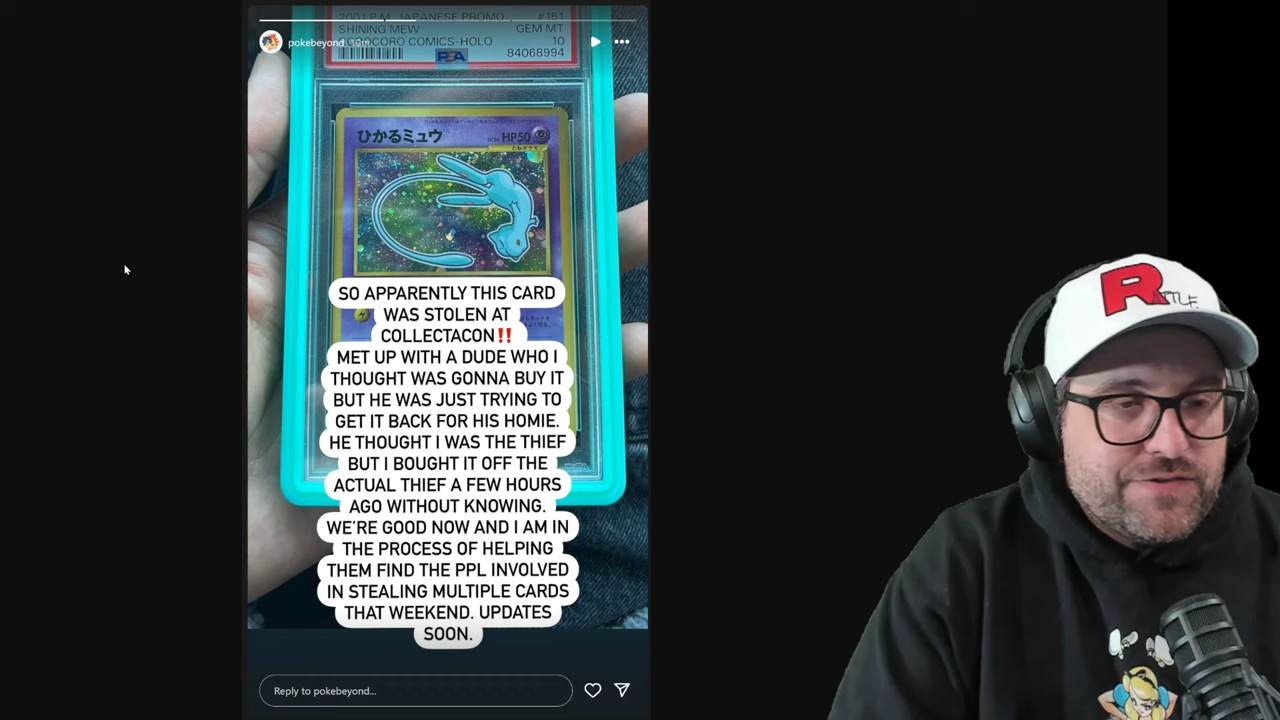 2001 P.M. JAPANESE PROMO #151
SHINING MEW GEM MT
COROCORO COMICS-HOLO 10
PSA 84068994
pokebeyond
ひかるミュウ
HP50
SO APPARENTLY THIS CARD
WAS STOLEN AT
COLLECTACON‼️
MET UP WITH A DUDE WHO I
THOUGHT WAS GONNA BUY IT
BUT HE WAS JUST TRYING TO
GET IT BACK FOR HIS HOMIE.
HE THOUGHT I WAS THE THIEF
BUT I BOUGHT IT OFF THE
ACTUAL THIEF A FEW HOURS
AGO WITHOUT KNOWING.
WE'RE GOOD NOW AND I AM IN
THE PROCESS OF HELPING
THEM FIND THE PPL INVOLVED
IN STEALING MULTIPLE CARDS
THAT WEEKEND. UPDATES
SOON.
Reply to pokebeyond...
R